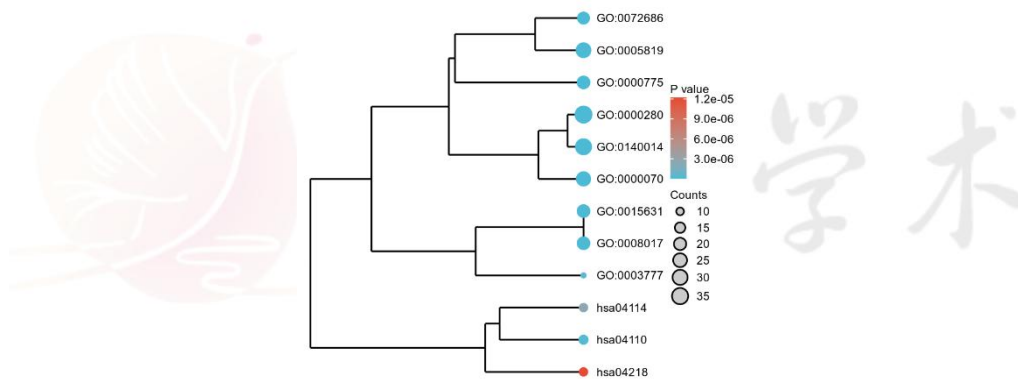 GO:0072686
GO:0005819
GO:0000775
GO:0000280
GO:0140014
GO:0000070
GO:0015631
GO:0008017
GO:0003777
hsa04114
hsa04110
hsa04218
P value
1.2e-05
9.0e-06
6.0e-06
3.0e-06
Counts
10
15
20
25
30
35
学术